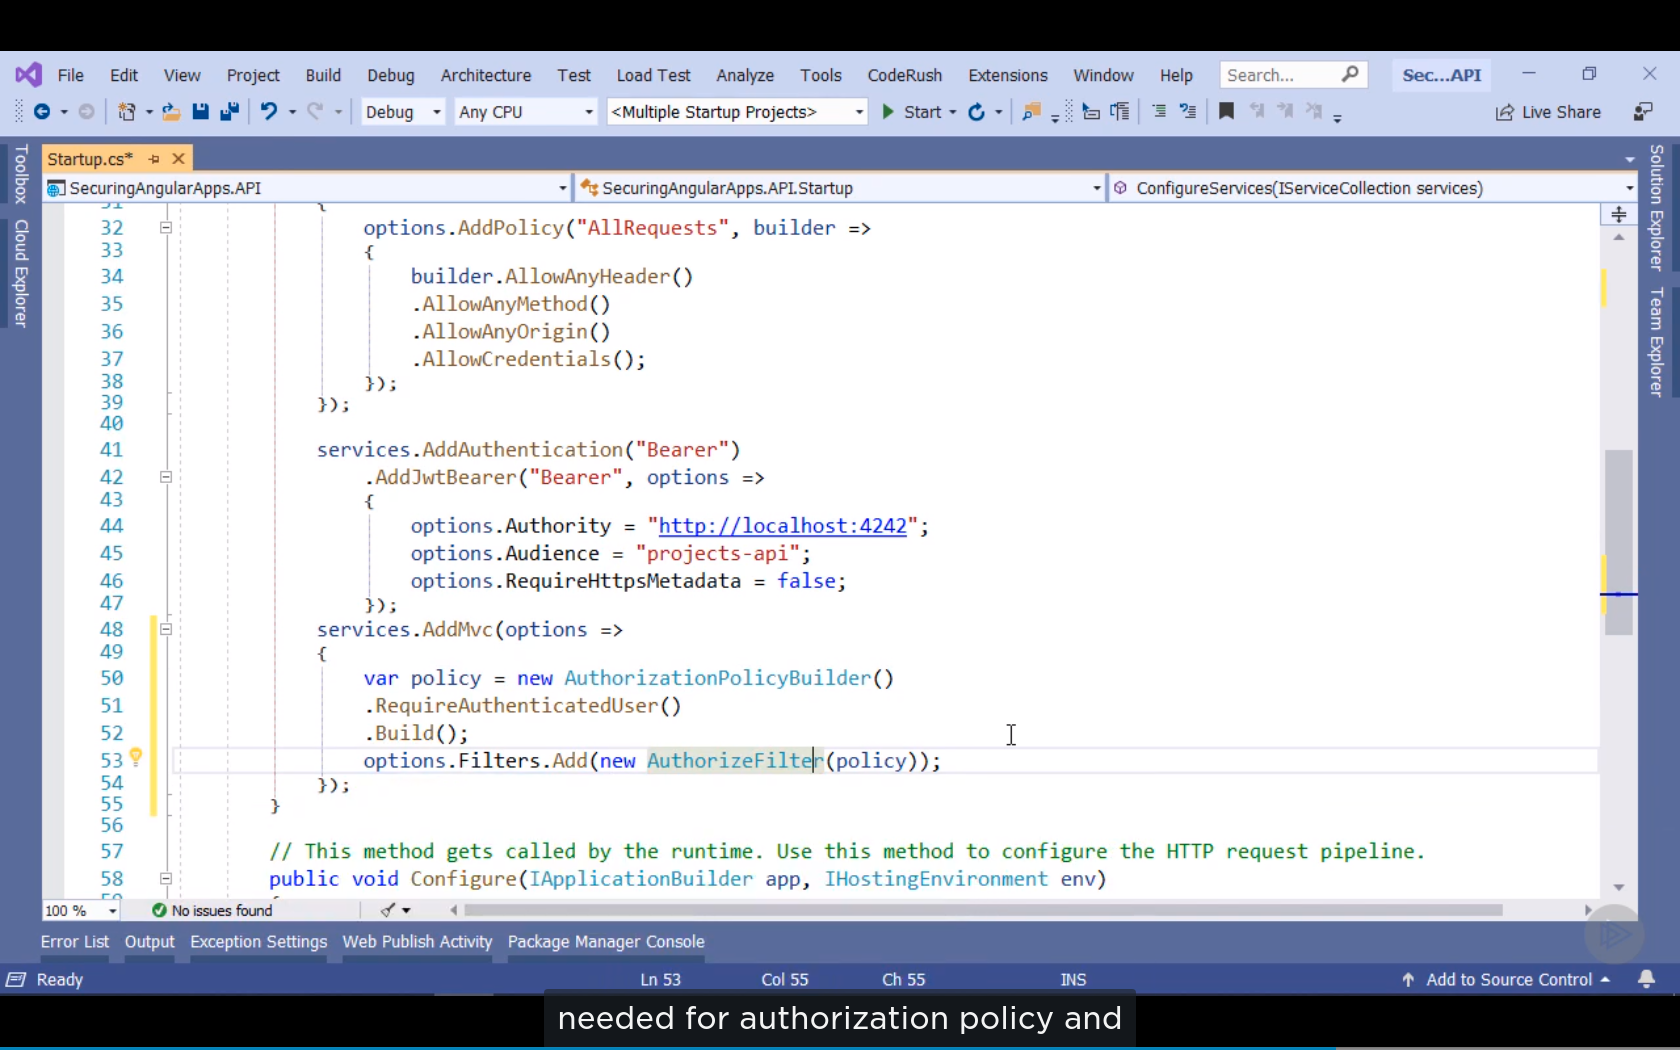 File Edit View Project Build Debug Architecture Test Load Test Analyze Tools CodeRush Extensions Window Help Search... Sec...API
Debug Any CPU <Multiple Startup Projects> Start Live Share
Startup.cs*
SecuringAngularApps.API SecuringAngularApps.API.Startup ConfigureServices(IServiceCollection services)
Toolbox
Cloud Explorer
Solution Explorer
Team Explorer
31 {
32 options.AddPolicy("AllRequests", builder =>
33 {
34 builder.AllowAnyHeader()
35 .AllowAnyMethod()
36 .AllowAnyOrigin()
37 .AllowCredentials();
38 });
39 });
40
41 services.AddAuthentication("Bearer")
42 .AddJwtBearer("Bearer", options =>
43 {
44 options.Authority = "http://localhost:4242";
45 options.Audience = "projects-api";
46 options.RequireHttpsMetadata = false;
47 });
48 services.AddMvc(options =>
49 {
50 var policy = new AuthorizationPolicyBuilder()
51 .RequireAuthenticatedUser()
52 .Build();
53 options.Filters.Add(new AuthorizeFilter(policy));
54 });
55 }
56
57 // This method gets called by the runtime. Use this method to configure the HTTP request pipeline.
58 public void Configure(IApplicationBuilder app, IHostingEnvironment env)
100 % No issues found
Error List Output Exception Settings Web Publish Activity Package Manager Console
Ready Ln 53 Col 55 Ch 55 INS Add to Source Control
needed for authorization policy and